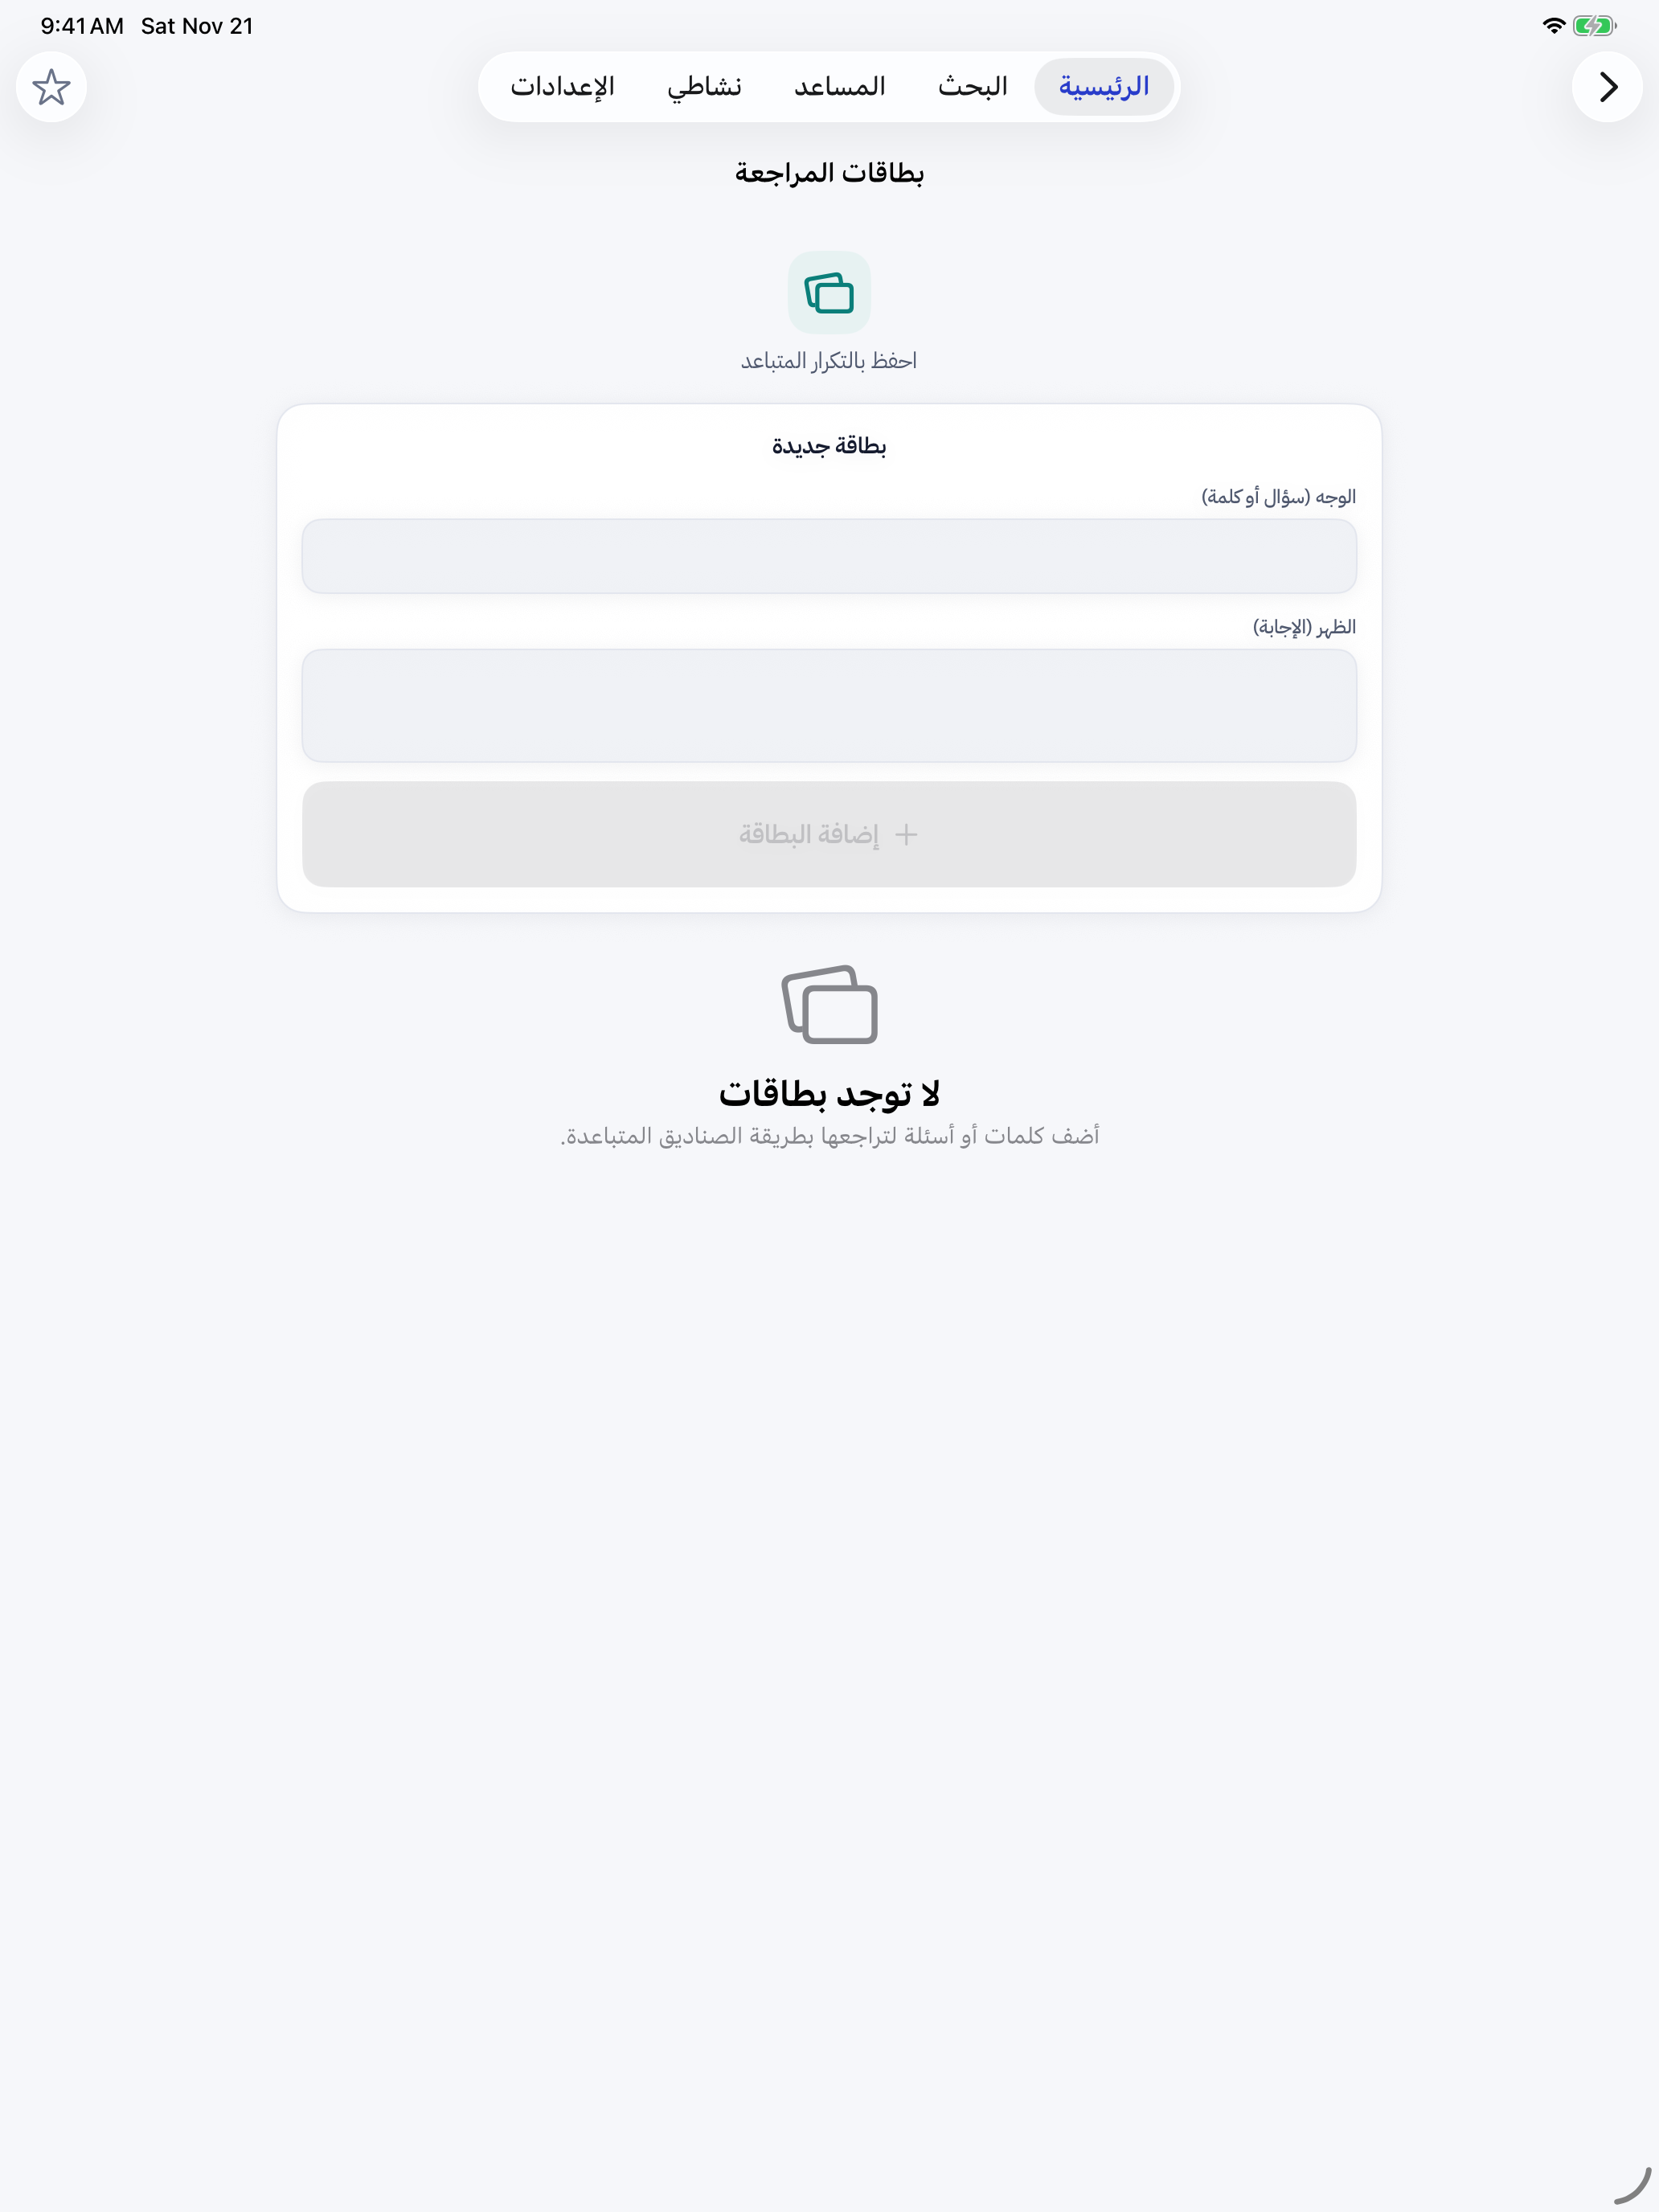 9:41 AM Sat Nov 21
الرئيسية البحث المساعد نشاطي الإعدادات
بطاقات المراجعة
احفظ بالتكرار المتباعد
بطاقة جديدة
الوجه (سؤال أو كلمة)
الظهر (الإجابة)
إضافة البطاقة
لا توجد بطاقات
أضف كلمات أو أسئلة لتراجعها بطريقة الصناديق المتباعدة.